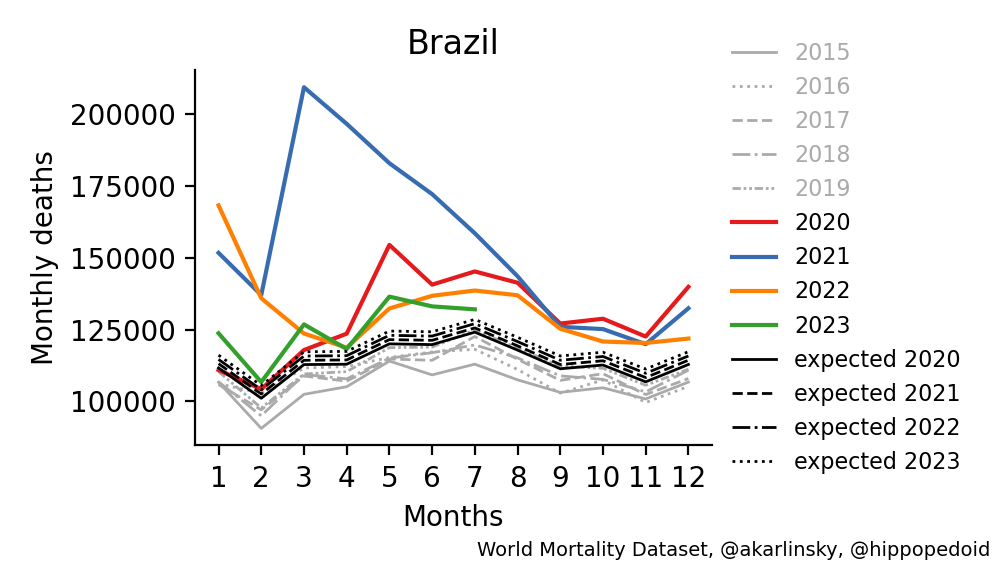 Brazil
Monthly deaths
200000
175000
150000
125000
100000
1 2 3 4 5 6 7 8 9 10 11 12
Months
2015
2016
2017
2018
2019
2020
2021
2022
2023
expected 2020
expected 2021
expected 2022
expected 2023
World Mortality Dataset, @akarlinsky, @hippopedoid